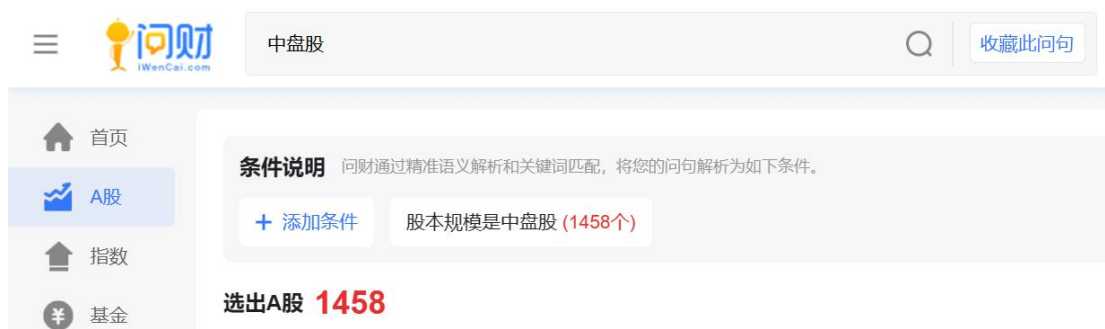 问财
iWenCai.com
中盘股
收藏此问句
首页
A股
指数
基金
条件说明 问财通过精准语义解析和关键词匹配，将您的问句解析为如下条件。
+ 添加条件 股本规模是中盘股 (1458个)
选出A股 1458